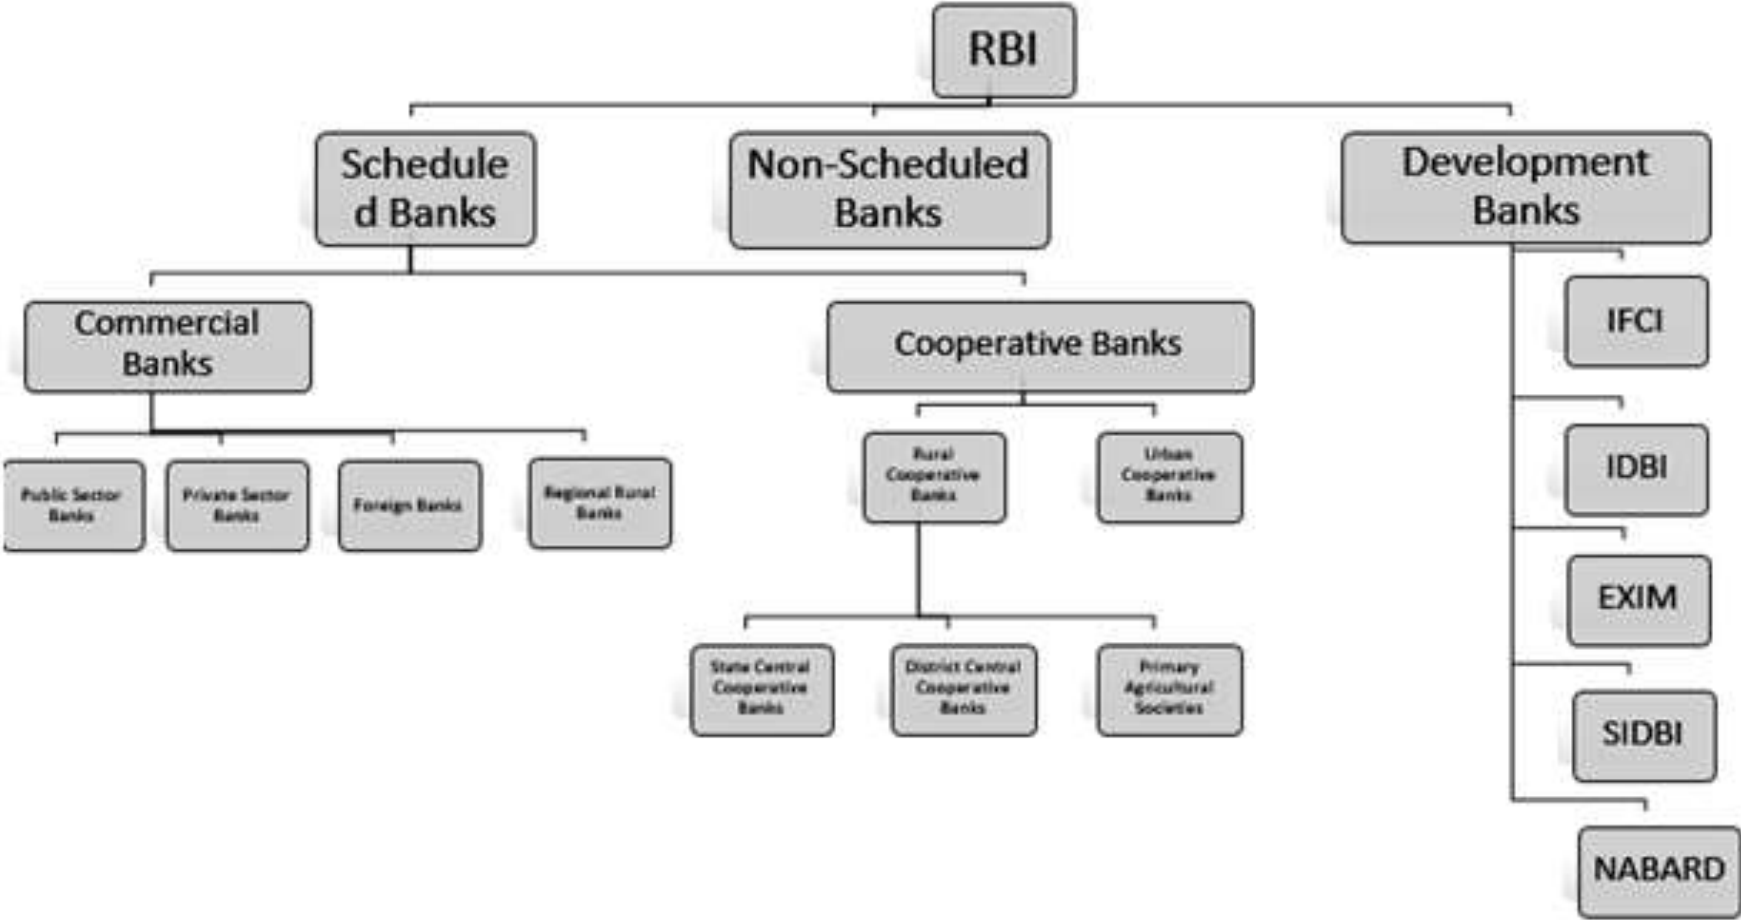 RBI
Schedule
d Banks
Non-Scheduled
Banks
Development
Banks
Commercial
Banks
Cooperative Banks
IFCI
Public Sector
Banks
Private Sector
Banks
Foreign Banks
Regional Rural
Banks
Rural
Cooperative
Banks
Urban
Cooperative
Banks
IDBI
EXIM
State Central
Cooperative
Banks
District Central
Cooperative
Banks
Primary
Agricultural
Societies
SIDBI
NABARD